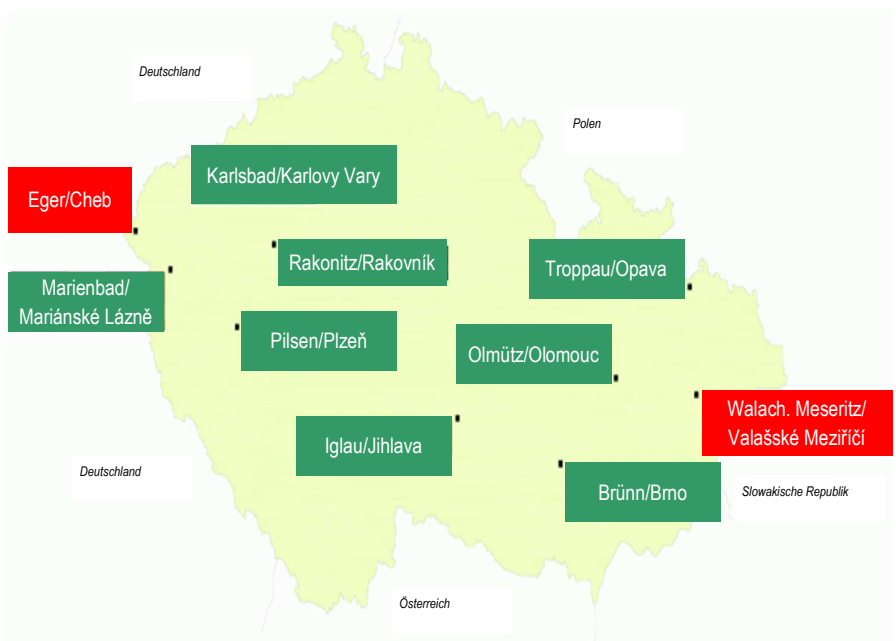 Deutschland
Polen
Karlsbad/Karlovy Vary
Eger/Cheb
Rakonitz/Rakovník
Troppau/Opava
Marienbad/
Mariánské Lázně
Pilsen/Plzeň
Olmütz/Olomouc
Walach. Meseritz/
Valašské Meziříčí
Iglau/Jihlava
Deutschland
Brünn/Brno
Slowakische Republik
Österreich